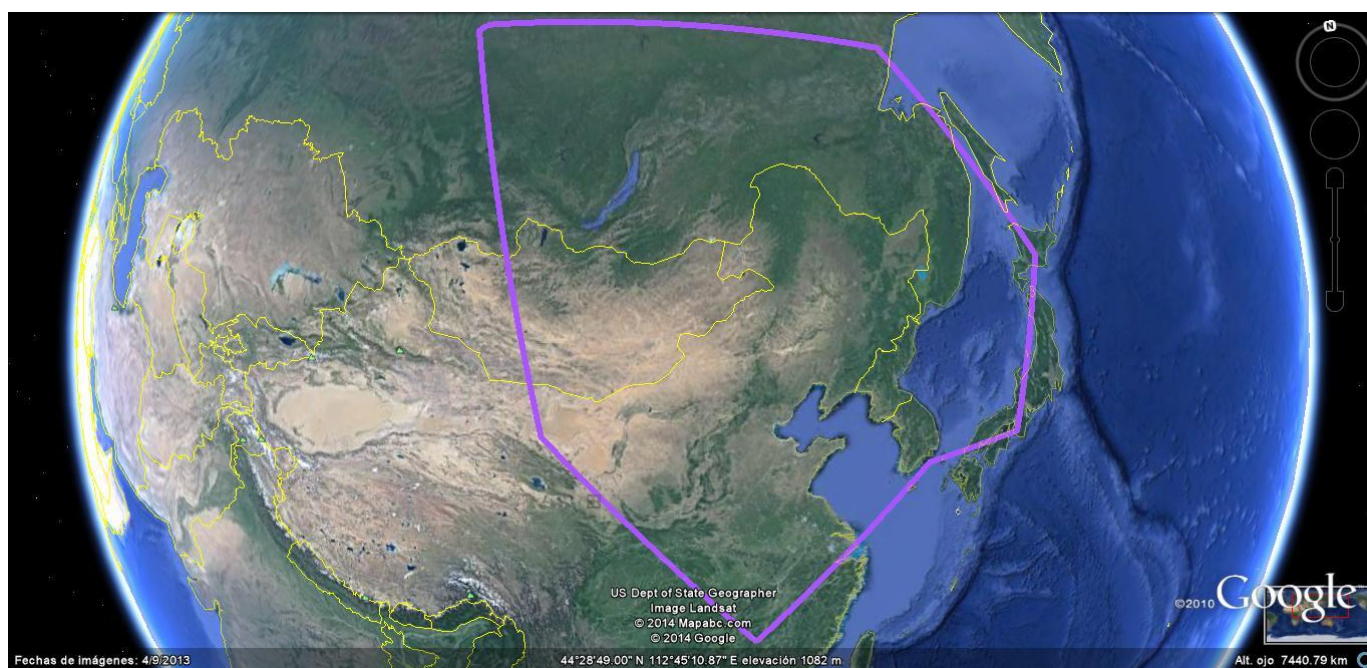 N
US Dept of State Geographer
Image Landsat
© 2014 Mapabc.com
© 2014 Google
©2010 Google
Fechas de imágenes: 4/9/2013
44°28'49.00" N 112°45'10.87" E elevación 1082 m
Alt. ojo 7440.79 km